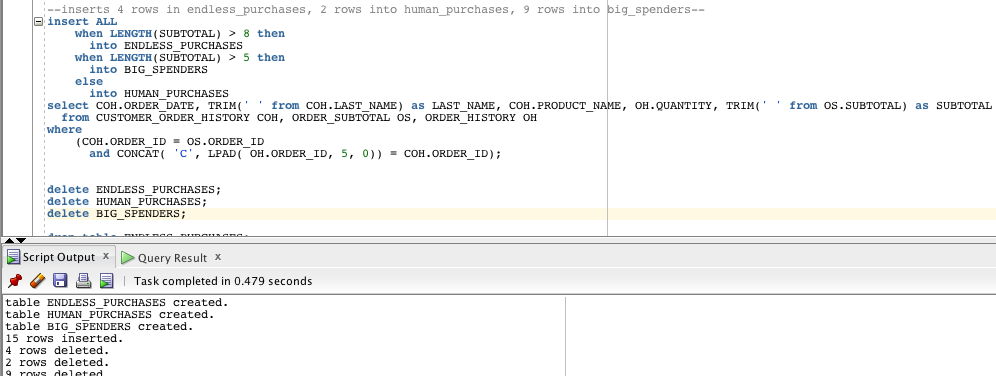 --inserts 4 rows in endless_purchases, 2 rows into human_purchases, 9 rows into big_spenders--
insert ALL
when LENGTH(SUBTOTAL) > 8 then
into ENDLESS_PURCHASES
when LENGTH(SUBTOTAL) > 5 then
into BIG_SPENDERS
else
into HUMAN_PURCHASES
select COH.ORDER_DATE, TRIM(' ' from COH.LAST_NAME) as LAST_NAME, COH.PRODUCT_NAME, OH.QUANTITY, TRIM(' ' from OS.SUBTOTAL) as SUBTOTAL
from CUSTOMER_ORDER_HISTORY COH, ORDER_SUBTOTAL OS, ORDER_HISTORY OH
where
(COH.ORDER_ID = OS.ORDER_ID
and CONCAT( 'C', LPAD( OH.ORDER_ID, 5, 0)) = COH.ORDER_ID);
delete ENDLESS_PURCHASES;
delete HUMAN_PURCHASES;
delete BIG_SPENDERS;
drop table ENDLESS_PURCHASES;
Script Output x Query Result x
Task completed in 0.479 seconds
table ENDLESS_PURCHASES created.
table HUMAN_PURCHASES created.
table BIG_SPENDERS created.
15 rows inserted.
4 rows deleted.
2 rows deleted.
9 rows deleted.